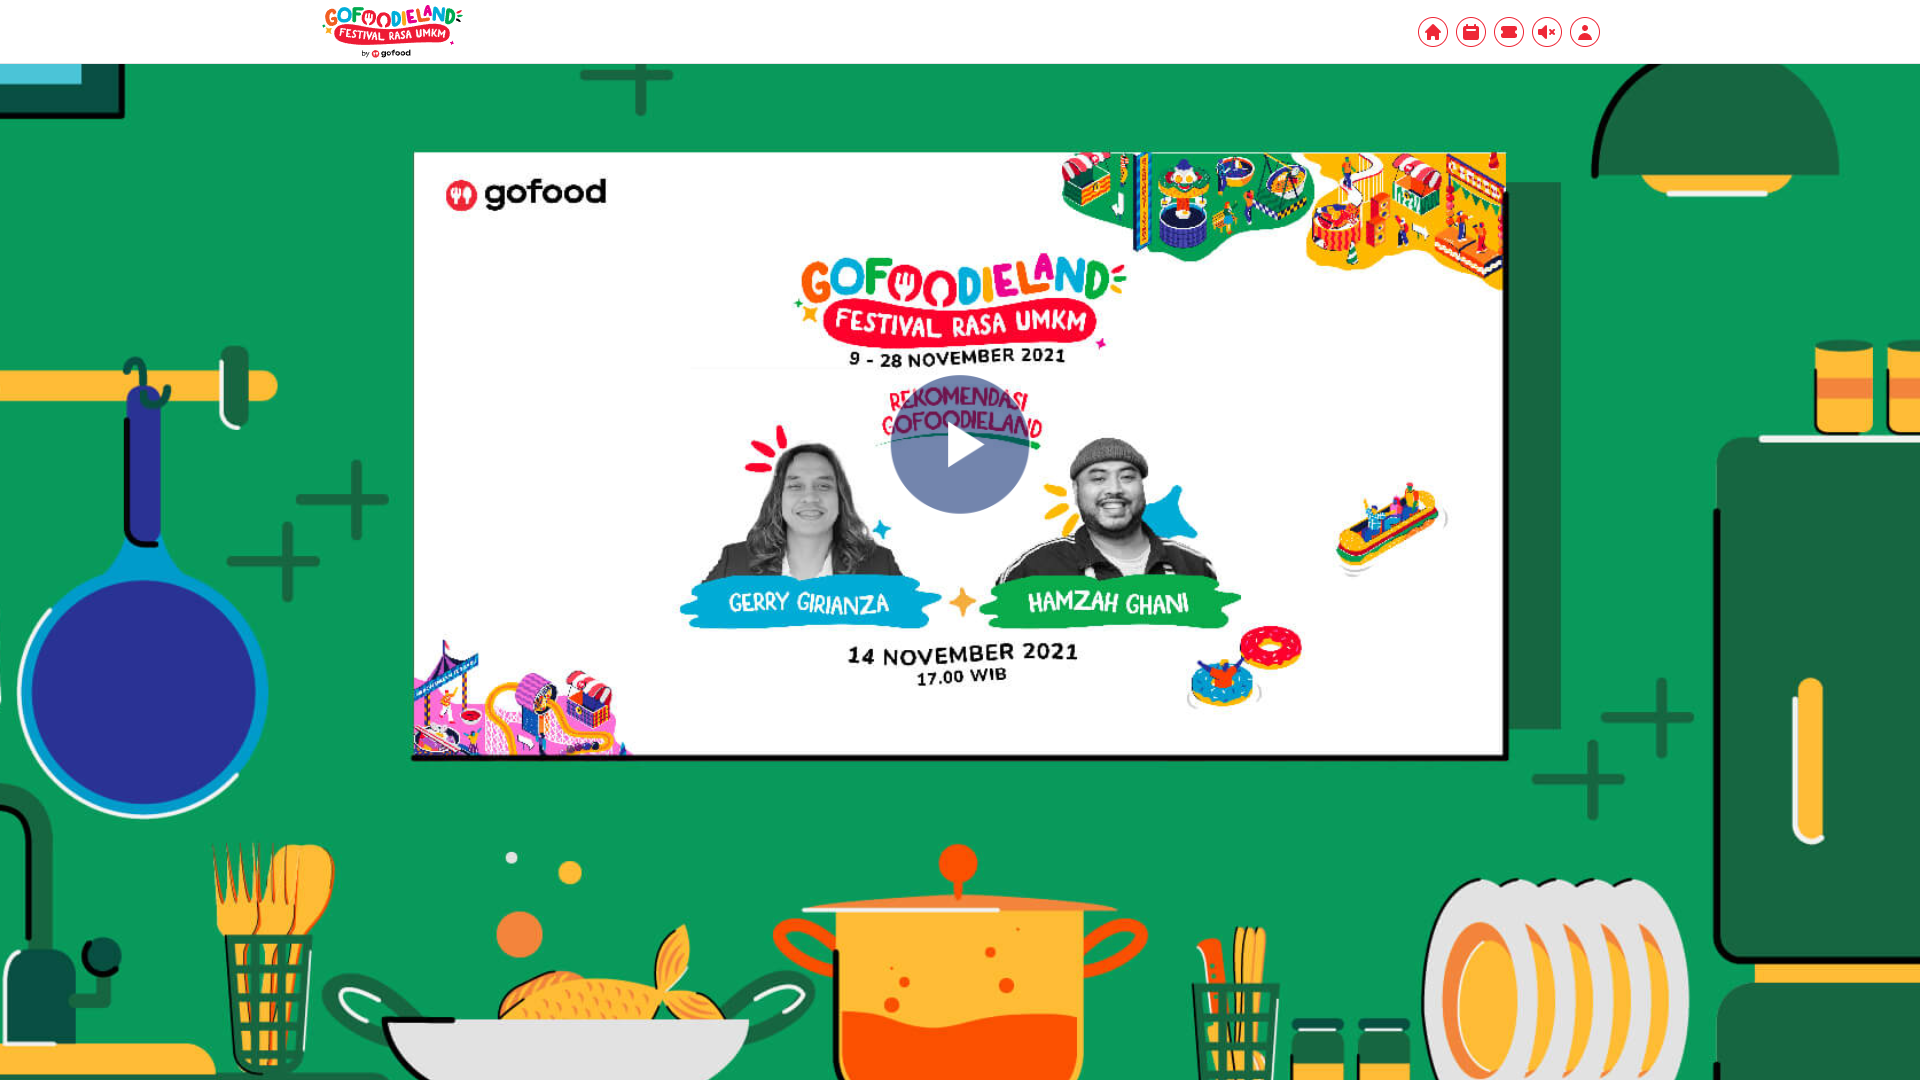 GOFOODIELAND
FESTIVAL RASA UMKM
by gofood
gofood
GOFOODIELAND
FESTIVAL RASA UMKM
9 - 28 NOVEMBER 2021
REKOMENDASI
GOFOODIELAND
GERRY GIRIANZA
HAMZAH GHANI
14 NOVEMBER 2021
17.00 WIB